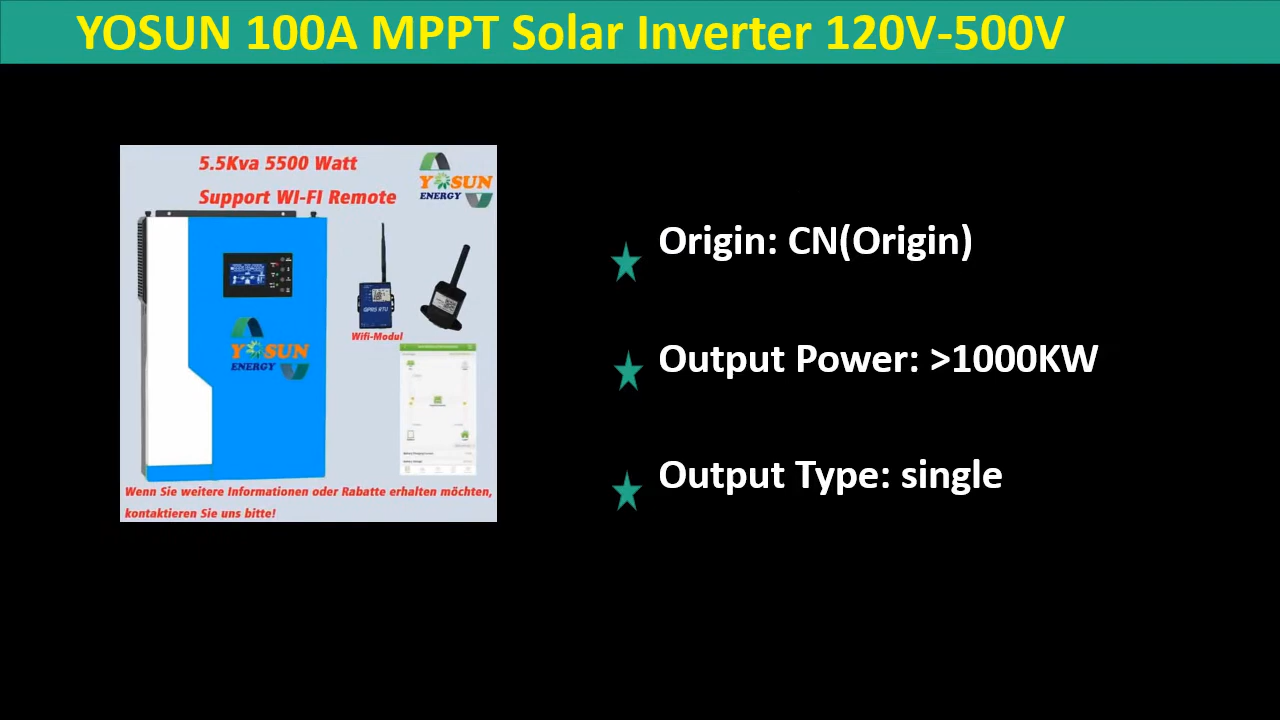 YOSUN 100A MPPT Solar Inverter 120V-500V
5.5Kva 5500 Watt
Support WI-FI Remote
YOSUN
ENERGY
YOSUN
ENERGY
GPRS RTU
Wifi-Modul
Wenn Sie weitere Informationen oder Rabatte erhalten möchten,
kontaktieren Sie uns bitte!
Origin: CN(Origin)
Output Power: >1000KW
Output Type: single